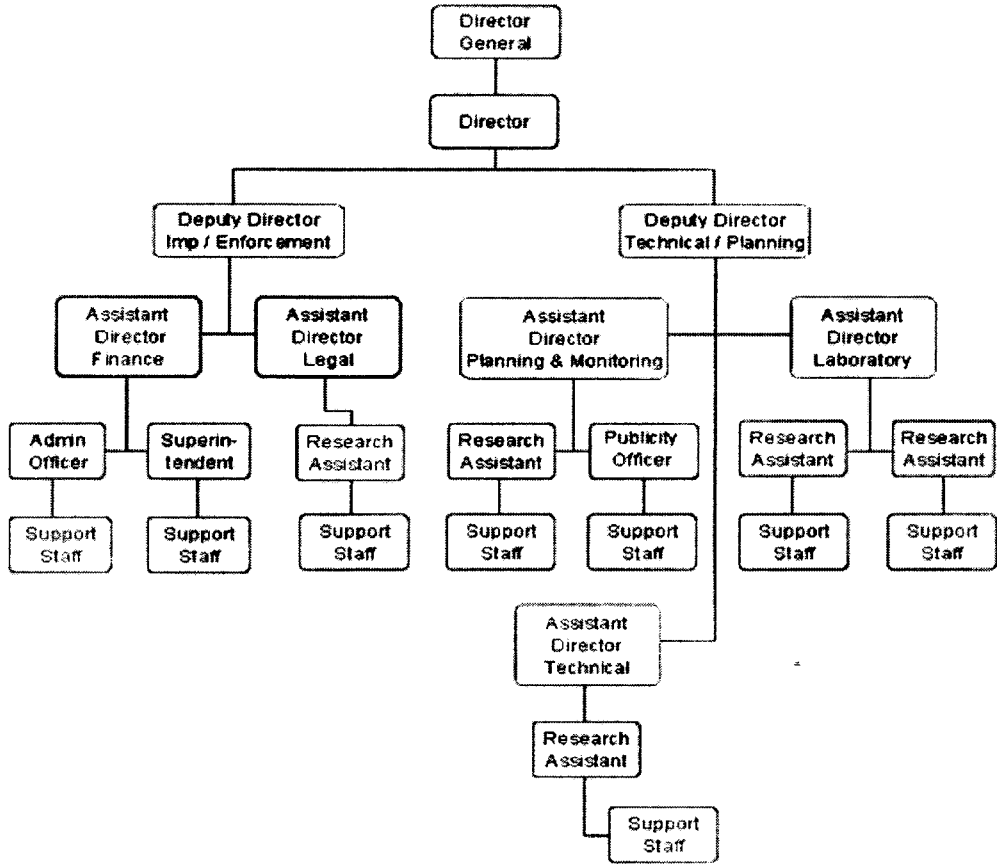 Director
General
Director
Deputy Director
Imp / Enforcement
Deputy Director
Technical / Planning
Assistant
Director
Finance
Assistant
Director
Legal
Assistant
Director
Planning & Monitoring
Assistant
Director
Laboratory
Admin
Officer
Superin-
tendent
Research
Assistant
Research
Assistant
Publicity
Officer
Research
Assistant
Research
Assistant
Support
Staff
Support
Staff
Support
Staff
Support
Staff
Support
Staff
Support
Staff
Support
Staff
Assistant
Director
Technical
Research
Assistant
Support
Staff